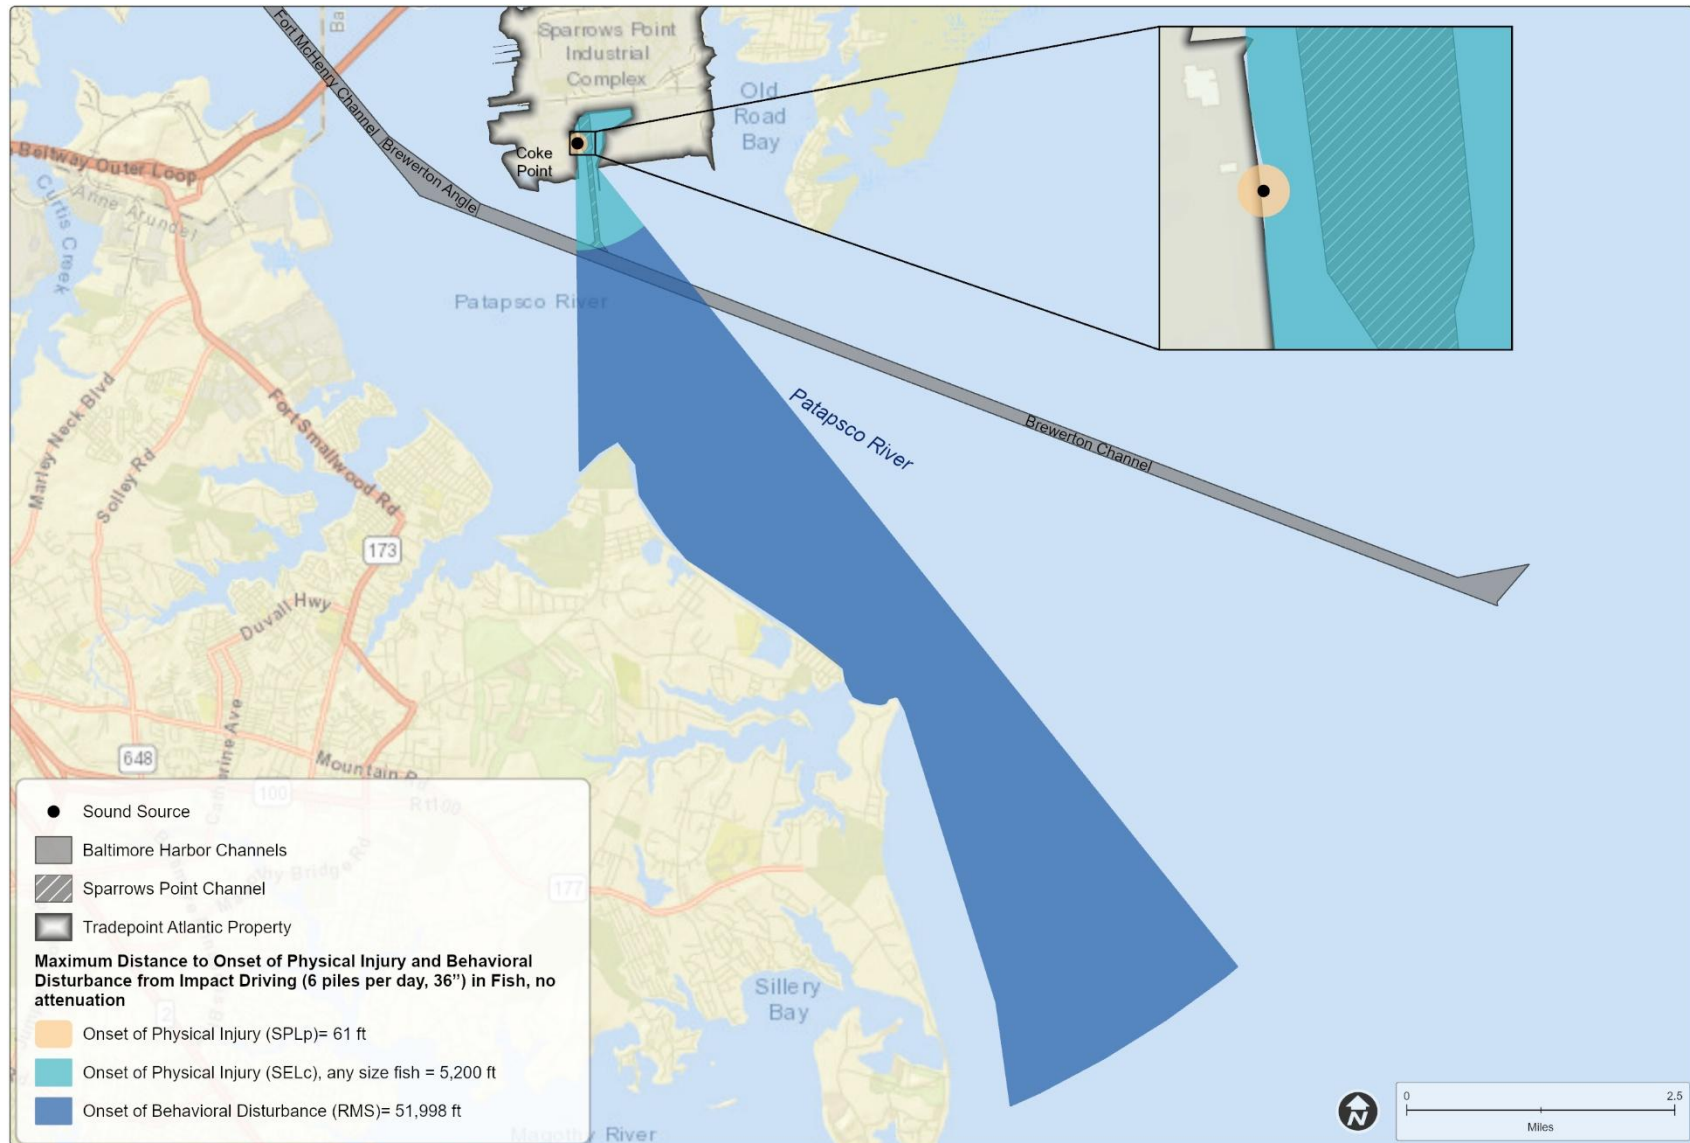 Fort McHenry Channel
Ba
Sparrows Point
Industrial
Complex
Old
Road
Bay
Coke
Point
Beltway Outer Loop
Brewerton Angle
Anne Arundel
Curtis Creek
Patapsco River
Patapsco River
Brewerton Channel
Marley Neck Blvd
Solley Rd
Fort Smallwood Rd
173
Duvall Hwy
648
Mountain Rd
100
R1100
177
Sillery
Bay
Magothy River
Sound Source
Baltimore Harbor Channels
Sparrows Point Channel
Tradepoint Atlantic Property
Maximum Distance to Onset of Physical Injury and Behavioral
Disturbance from Impact Driving (6 piles per day, 36”) in Fish, no
attenuation
Onset of Physical Injury (SPLp)= 61 ft
Onset of Physical Injury (SELc), any size fish = 5,200 ft
Onset of Behavioral Disturbance (RMS)= 51,998 ft
N
0 2.5
Miles